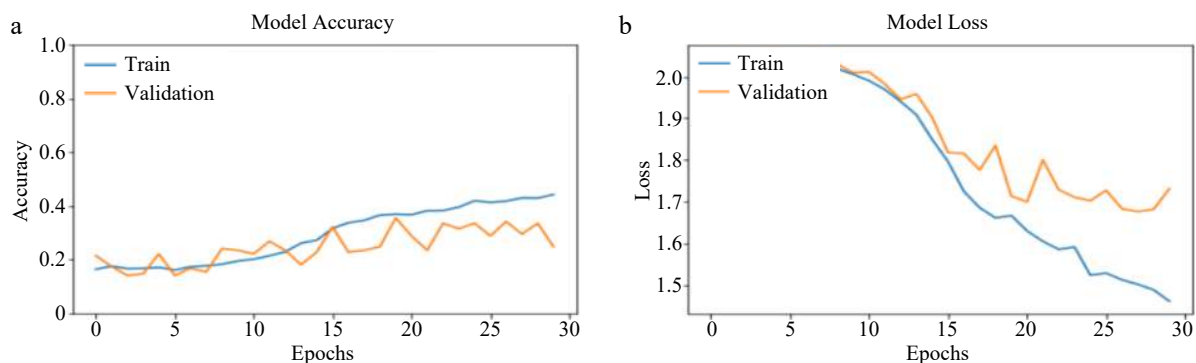 a
Model Accuracy
1.0
0.8
0.6
0.4
0.2
0
Accuracy
Train
Validation
0 5 10 15 20 25 30
Epochs
b
Model Loss
2.0
1.9
1.8
1.7
1.6
1.5
Loss
Train
Validation
0 5 10 15 20 25 30
Epochs